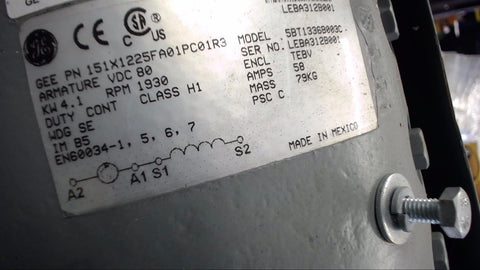 LEBA312B001
GE
CE
SA
C US
GEE PN 151X1225FA01PC01R3
ARMATURE VDC 80
KW 4.1 RPM 1930
DUTY CONT CLASS H1
WDG SE
IM B5
EN60034-1, 5, 6, 7
MODEL 5BT1336B003C
SER NO. LEBA312B001
ENCL TEBV
AMPS 58
MASS 79KG
PSC C
MADE IN MEXICO
A2 A1 S1 S2